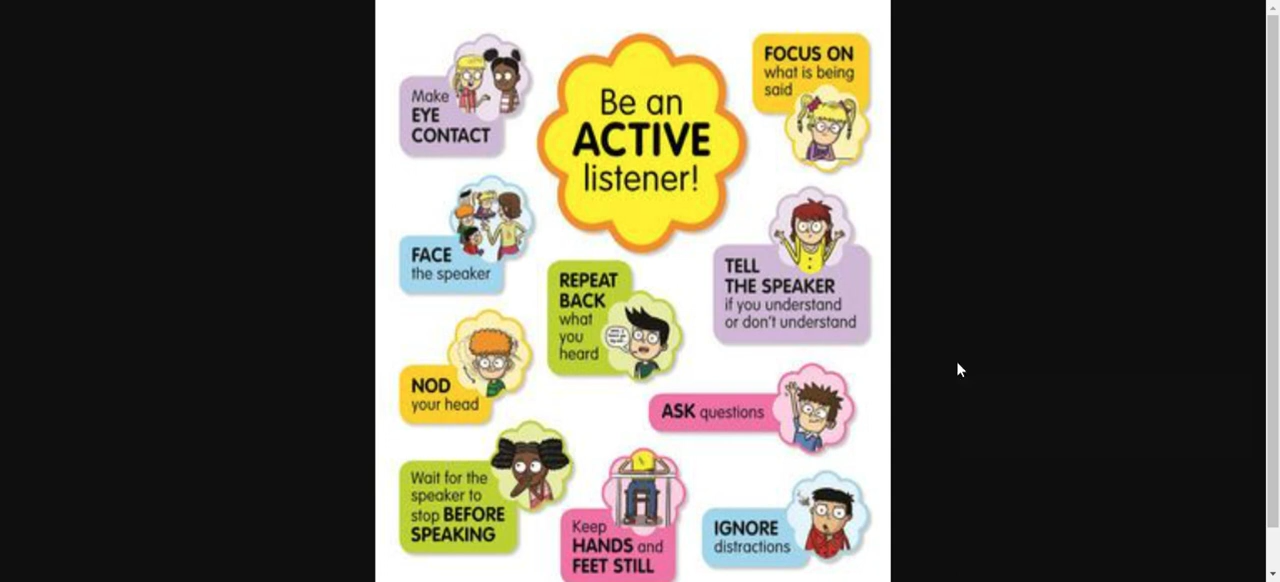 Be an
ACTIVE
listener!
Make
EYE
CONTACT
FOCUS ON
what is being
said
FACE
the speaker
REPEAT
BACK
what
you
heard
TELL
THE SPEAKER
if you understand
or don't understand
NOD
your head
ASK questions
Wait for the
speaker to
stop BEFORE
SPEAKING
Keep
HANDS and
FEET STILL
IGNORE
distractions